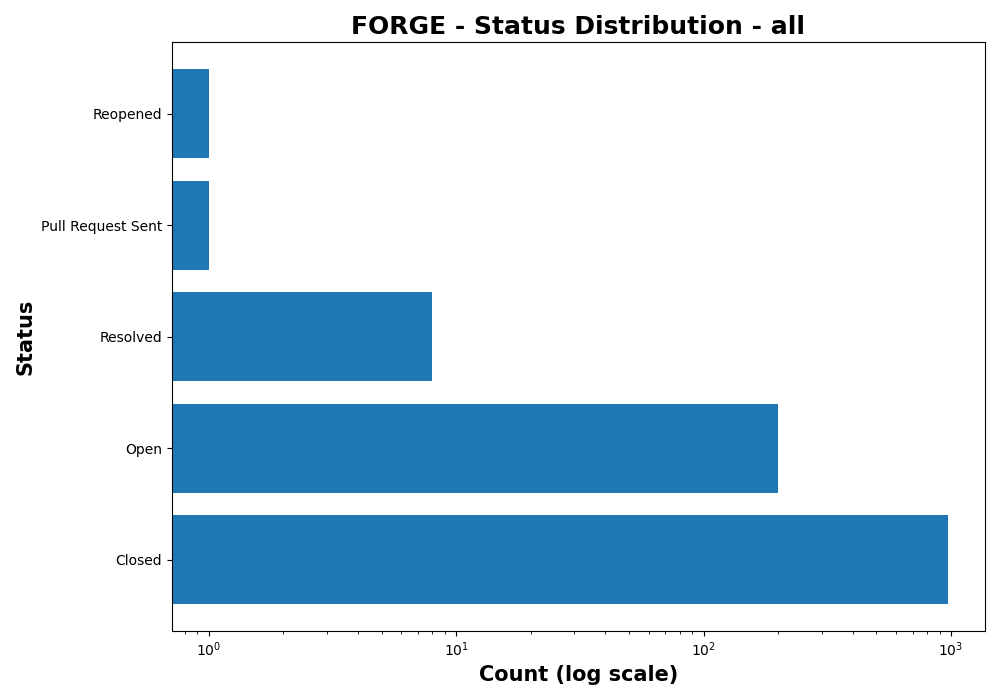 FORGE - Status Distribution - all
Reopened
Pull Request Sent
Resolved
Open
Closed
Status
10⁰ 10¹ 10² 10³
Count (log scale)